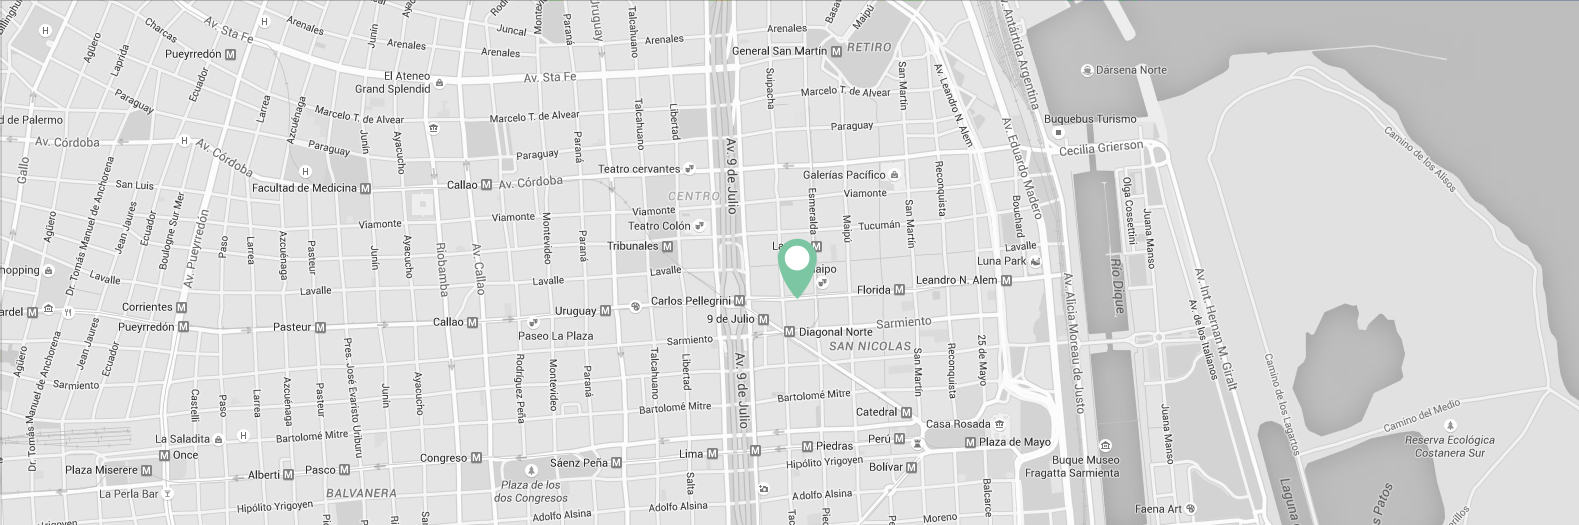 Av. Sta Fe
Juncal
Arenales
Arenales
Arenales
Arenales
Charcas
Agüero
Laprida
Ecuador
Larrea
Azcuénaga
Junín
Ayacucho
Paraná
Uruguay
Talcahuano
Maipú
H
H
Pueyrredón M
General San Martín M
RETIRO
El Ateneo
Grand Splendid
Av. Sta Fe
Suipacha
San Martín
Av. Leandro N. Alem
Av. Antártida Argentina
Dársena Norte
Paraguay
Marcelo T. de Alvear
Marcelo T. de Alvear
Marcelo T. de Alvear
Talcahuano
Libertad
Paraná
Junín
Ayacucho
Paraguay
Paraguay
Paraguay
Buquebus Turismo
Av. Eduardo Madero
Cecilia Grierson
Camino de los Alisos
d de Palermo
Av. Córdoba
H
Av. Córdoba
H
Gallo
Teatro cervantes
Av. 9 de Julio
Galerías Pacífico
Facultad de Medicina M
Callao M
Av. Córdoba
San Luis
CENTRO
Viamonte
Viamonte
Viamonte
Viamonte
Esmeralda
Maipú
San Martín
Reconquista
Bouchard
Olga Cossettini
Juana Manso
Agüero
Dr. Tomás Manuel de Anchorena
Jean Jaures
Ecuador
Boulogne Sur Mer
Av. Pueyrredón
Paso
Larrea
Azcuénaga
Pasteur
Junín
Ayacucho
Riobamba
Av. Callao
Montevideo
Paraná
Teatro Colón
Tucumán
Tribunales M
M
Lavalle
Luna Park
hopping
Lavalle
Lavalle
Lavalle
Lavalle
aipo
Leandro N. Alem M
Florida M
Río Dique
Av. Int. Hernan M. Giralt
Av. de los Italianos
Av. Alicia Moreau de Justo
Corrientes M
ardel M
Carlos Pellegrini M
Uruguay M
9 de Julio M
Pueyrredón M
Pasteur M
Callao M
Paseo La Plaza
M Diagonal Norte
Sarmiento
Sarmiento
SAN NICOLAS
Agüero
Jean Jaures
Ecuador
Dr. Tomás Manuel de Anchorena
Sarmiento
Castelli
Paso
Larrea
Azcuénaga
Pasteur
Pres. José Evaristo Uriburu
Junín
Ayacucho
Rodríguez Peña
Montevideo
Paraná
Talcahuano
Libertad
Av. 9 de Julio
San Martín
Reconquista
25 de Mayo
Camino de los Lagartos
Bartolomé Mitre
Bartolomé Mitre
Bartolomé Mitre
Catedral M
Casa Rosada
Juana Manso
Camino del Medio
Reserva Ecológica
Costanera Sur
La Saladita
H
M Once
Perú M
M Plaza de Mayo
M Piedras
M
Lima M
Congreso M
Sáenz Peña M
Hipólito Yrigoyen
Bolívar M
Buque Museo
Fragatta Sarmienta
Plaza Miserere M
Alberti M
Pasco M
Plaza de los
dos Congresos
Salta
Balcarce
La Perla Bar
BALVANERA
Adolfo Alsina
Adolfo Alsina
Adolfo Alsina
Hipólito Yrigoyen
Moreno
Faena Art